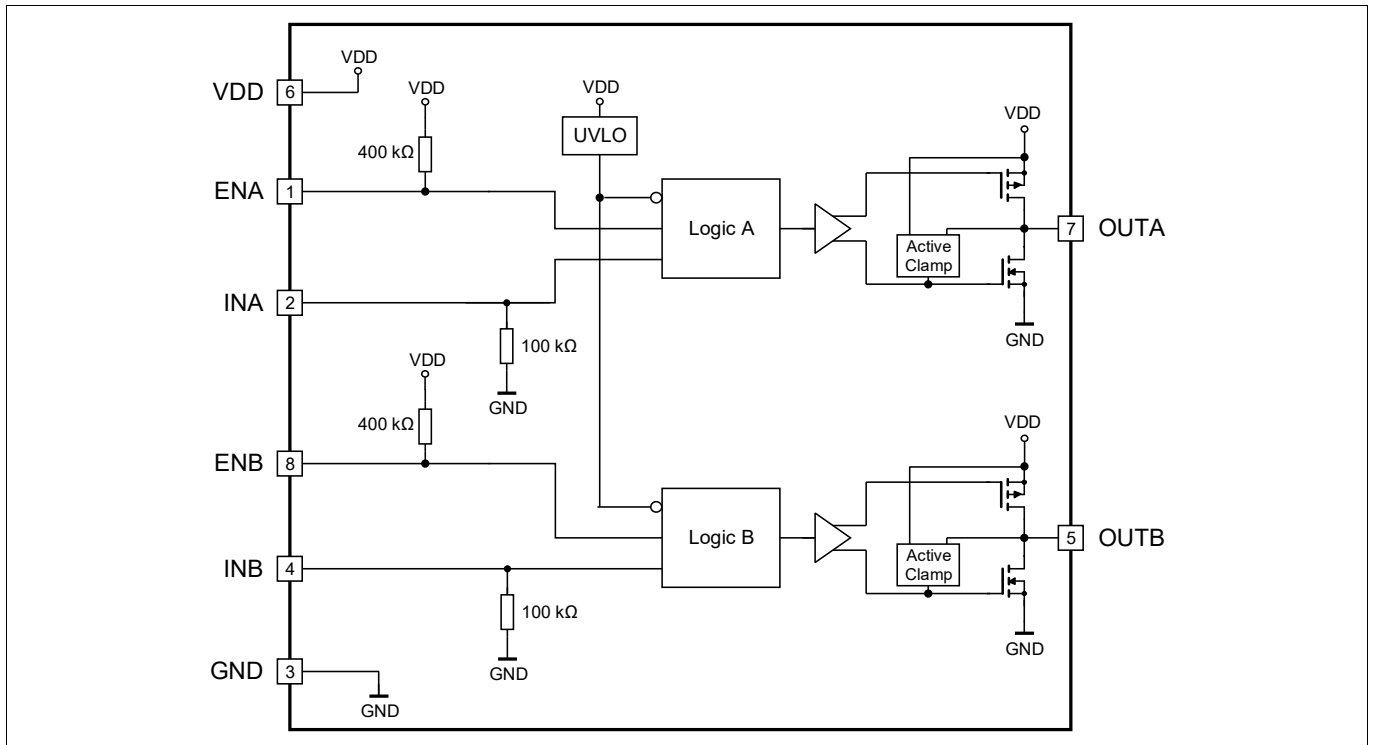 VDD
6
VDD
VDD
400 kΩ
ENA
1
INA
2
100 kΩ
GND
VDD
UVLO
Logic A
VDD
Active
Clamp
GND
7
OUTA
VDD
400 kΩ
ENB
8
INB
4
100 kΩ
GND
Logic B
VDD
Active
Clamp
GND
5
OUTB
GND
3
GND